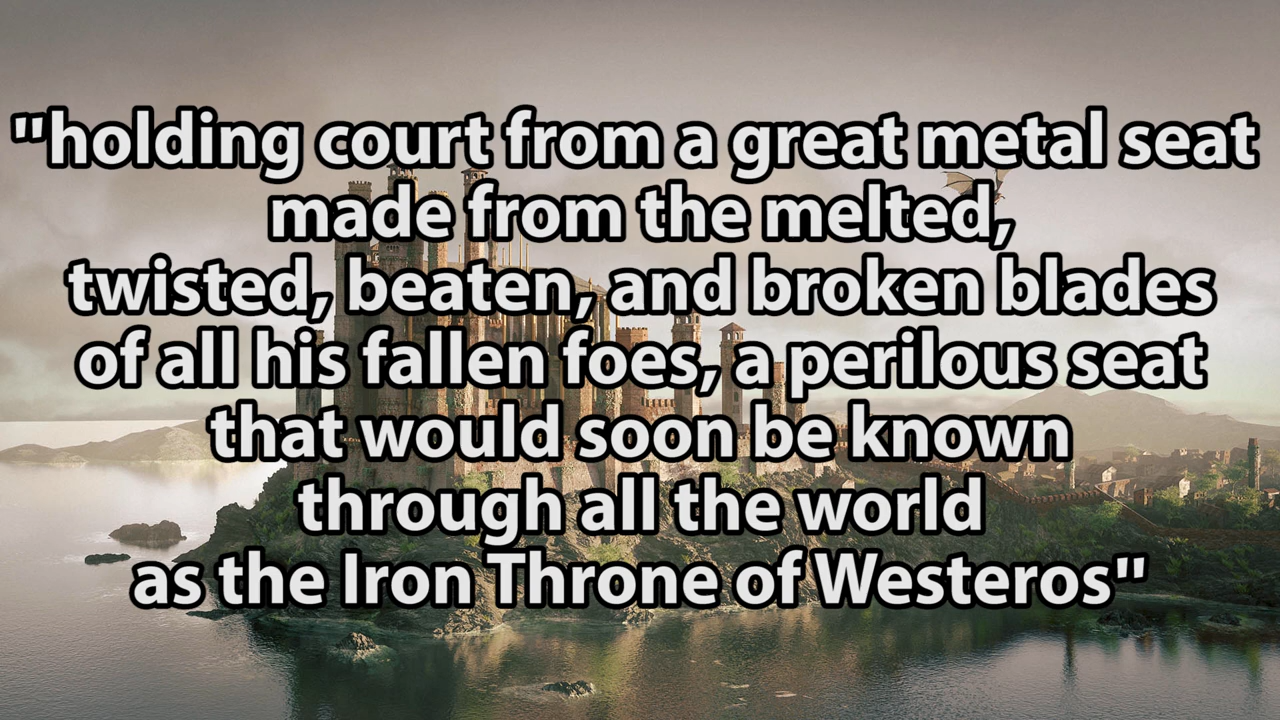 "holding court from a great metal seat
made from the melted,
twisted, beaten, and broken blades
of all his fallen foes, a perilous seat
that would soon be known
through all the world
as the Iron Throne of Westeros"